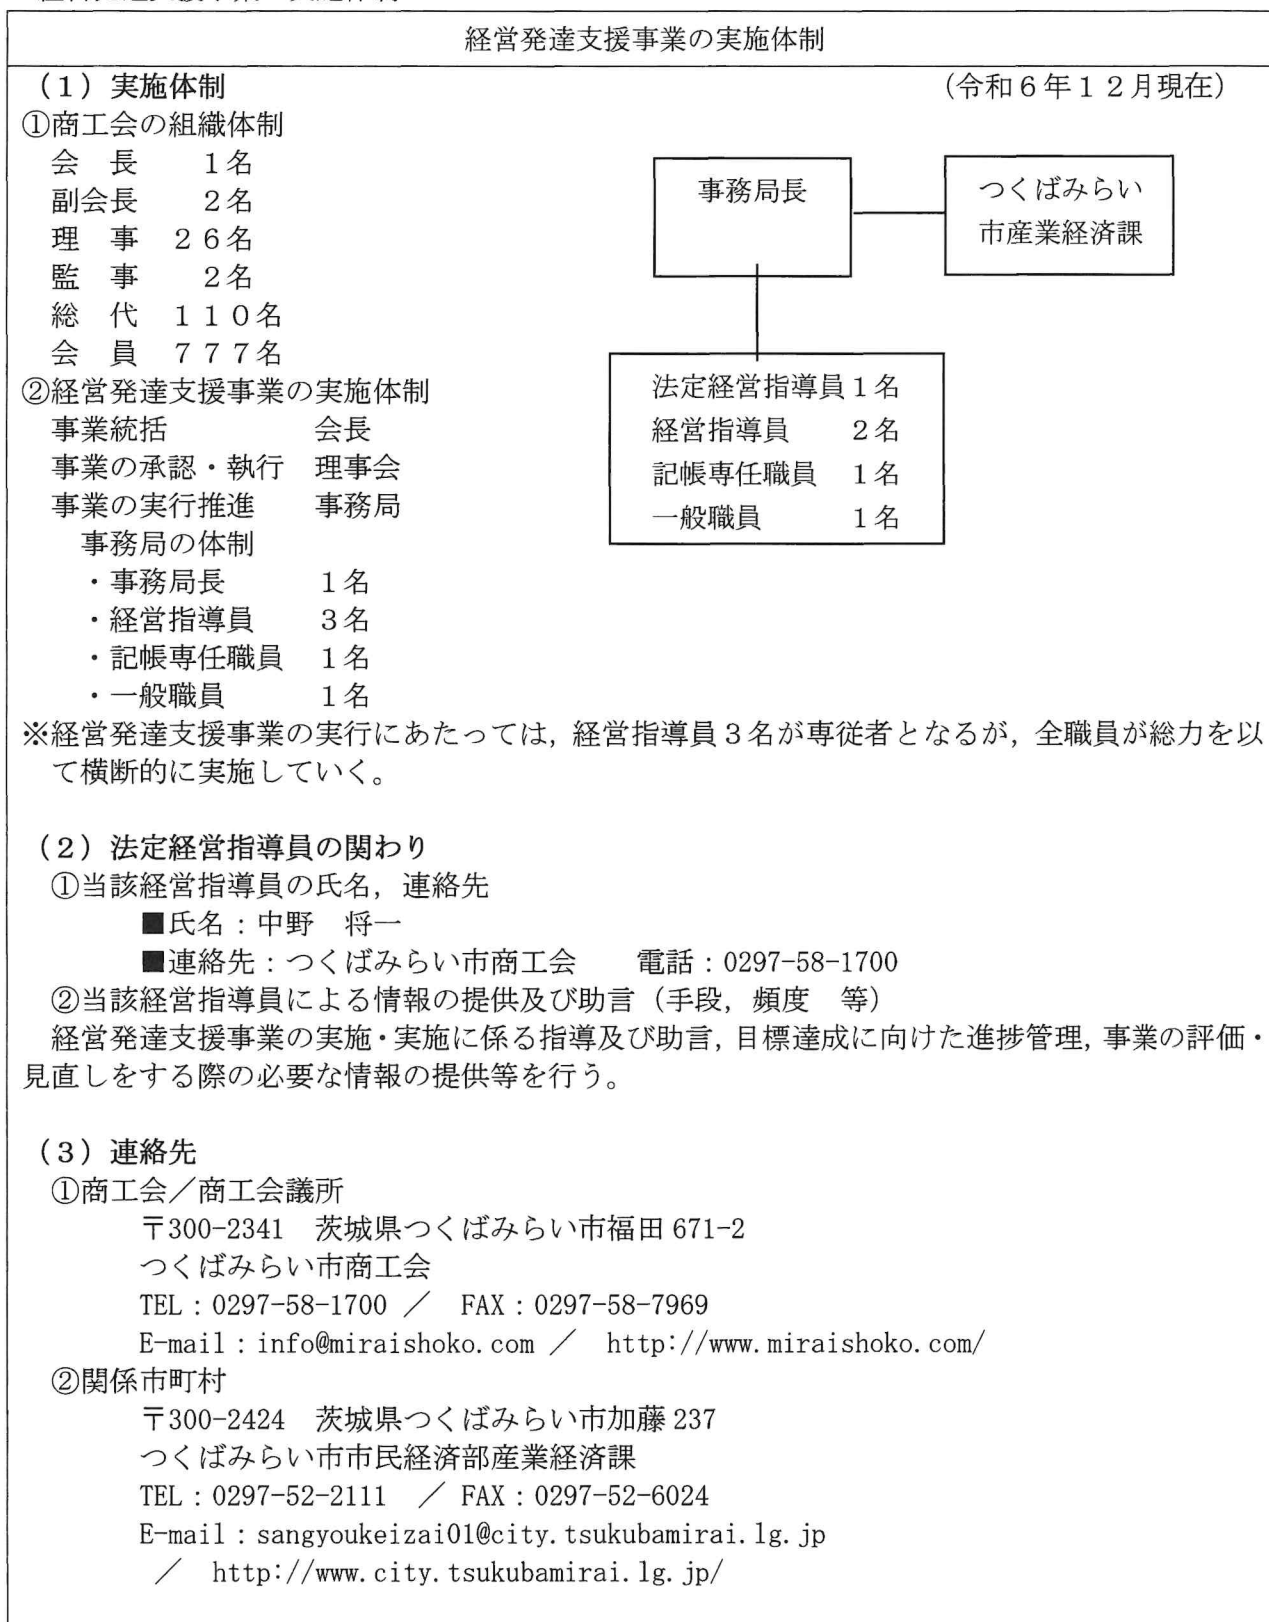 経営発達支援事業の実施体制
（１）実施体制　　　　　　　　　　　　　（令和６年１２月現在）
①商工会の組織体制
会　長　　１名
副会長　　２名
理　事　２６名
監　事　　２名
総　代　１１０名
会　員　７７７名
②経営発達支援事業の実施体制
事業統括　　　　　会長
事業の承認・執行　理事会
事業の実行推進　　事務局
事務局の体制
・事務局長　　　１名
・経営指導員　　３名
・記帳専任職員　１名
・一般職員　　　１名
事務局長
つくばみらい
市産業経済課
法定経営指導員１名
経営指導員　　２名
記帳専任職員　１名
一般職員　　　１名
※経営発達支援事業の実行にあたっては，経営指導員３名が専従者となるが，全職員が総力を以
て横断的に実施していく。
（２）法定経営指導員の関わり
①当該経営指導員の氏名，連絡先
■氏名：中野　将一
■連絡先：つくばみらい市商工会　　電話：0297-58-1700
②当該経営指導員による情報の提供及び助言（手段，頻度　等）
経営発達支援事業の実施・実施に係る指導及び助言，目標達成に向けた進捗管理，事業の評価・
見直しをする際の必要な情報の提供等を行う。
（３）連絡先
①商工会／商工会議所
〒300-2341　茨城県つくばみらい市福田 671-2
つくばみらい市商工会
TEL：0297-58-1700 ／　FAX：0297-58-7969
E-mail：info@miraishoko.com ／　http://www.miraishoko.com/
②関係市町村
〒300-2424　茨城県つくばみらい市加藤 237
つくばみらい市市民経済部産業経済課
TEL：0297-52-2111　／ FAX：0297-52-6024
E-mail：sangyoukeizai01@city.tsukubamirai.lg.jp
／　http://www.city.tsukubamirai.lg.jp/